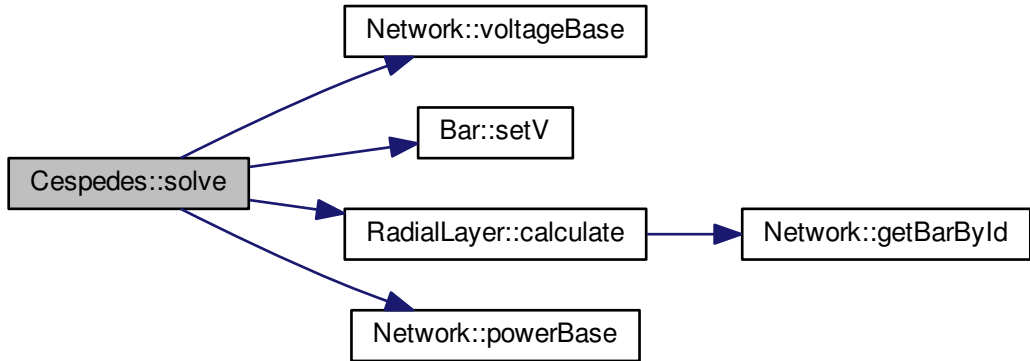 Network::voltageBase
Bar::setV
Cespedes::solve
RadialLayer::calculate
Network::getBarById
Network::powerBase